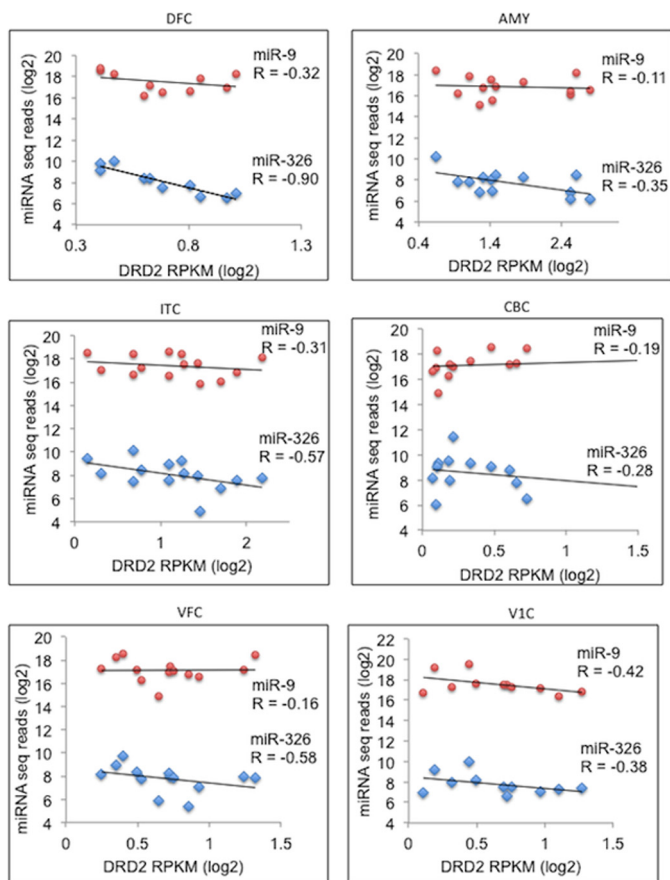 DFC
miRNA seq reads (log2)
20
18
16
14
12
10
8
6
4
0.3
0.8
1.3
DRD2 RPKM (log2)
miR-9
R = -0.32
miR-326
R = -0.90
AMY
miRNA seq reads (log2)
20
18
16
14
12
10
8
6
4
0.4
1.4
2.4
DRD2 RPKM (log2)
miR-9
R = -0.11
miR-326
R = -0.35
ITC
miRNA seq reads (log2)
20
18
16
14
12
10
8
6
4
0
1
2
DRD2 RPKM (log2)
miR-9
R = -0.31
miR-326
R = -0.57
CBC
miRNA seq reads (log2)
20
18
16
14
12
10
8
6
4
0
0.5
1
1.5
DRD2 RPKM (log2)
miR-9
R = -0.19
miR-326
R = -0.28
VFC
miRNA seq reads (log2)
20
18
16
14
12
10
8
6
4
0
0.5
1
1.5
DRD2 RPKM (log2)
miR-9
R = -0.16
miR-326
R = -0.58
V1C
miRNA seq reads (log2)
22
20
18
16
14
12
10
8
6
4
0
0.5
1
1.5
DRD2 RPKM (log2)
miR-9
R = -0.42
miR-326
R = -0.38